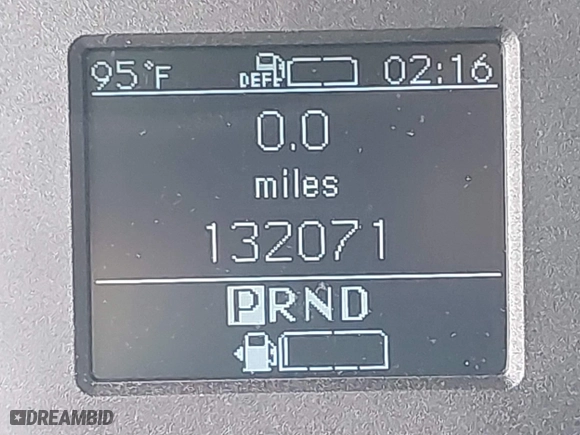 95°F DEF 02:16
0.0
miles
132071
PRND
DREAMBID